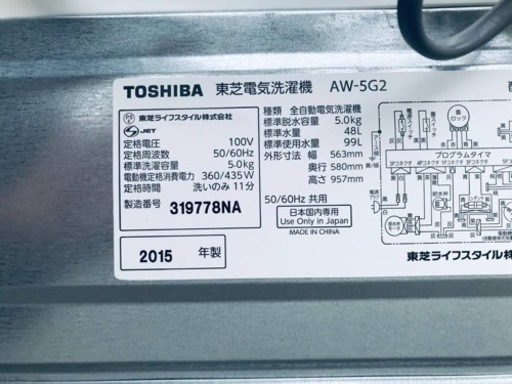 TOSHIBA 東芝電気洗濯機 AW-5G2
東芝ライフスタイル株式会社
JET
定格電圧 100V
定格周波数 50/60Hz
標準洗濯容量 5.0kg
電動機定格消費電力 360/435W
定格時間 洗いのみ 11分
製造番号 319778NA
2015 年製
種類 全自動電気洗濯機
標準脱水容量 5.0kg
標準水量 48L
標準使用水量 99L
外形寸法 幅 563mm
奥行 580mm
高さ 957mm
50/60Hz 共用
日本国内専用
Use Only in Japan
プログラムタイマ
東芝ライフスタイル株